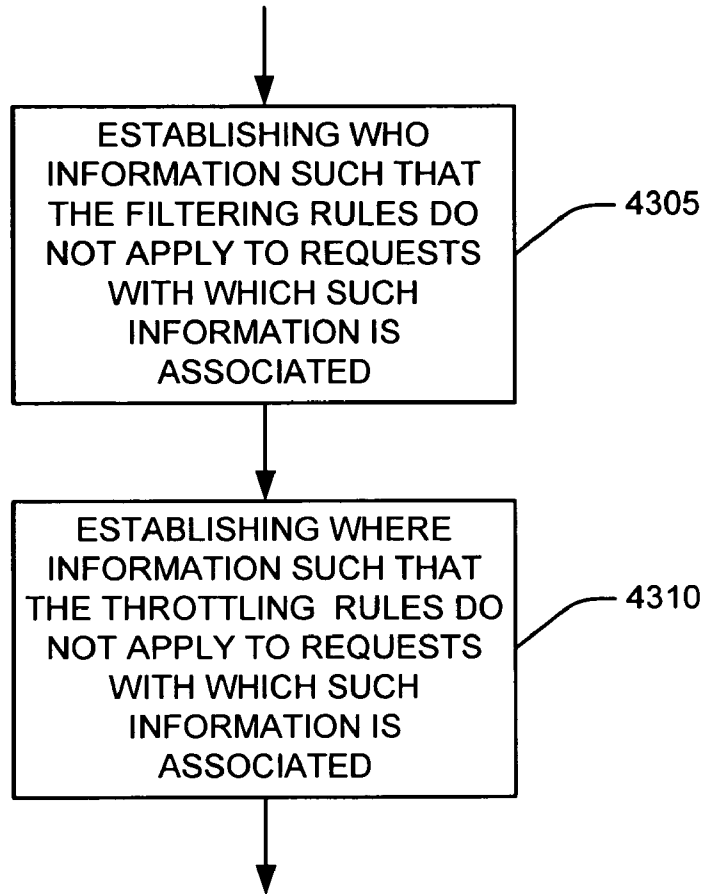 ESTABLISHING WHO
INFORMATION SUCH THAT
THE FILTERING RULES DO
NOT APPLY TO REQUESTS
WITH WHICH SUCH
INFORMATION IS
ASSOCIATED
4305
ESTABLISHING WHERE
INFORMATION SUCH THAT
THE THROTTLING RULES DO
NOT APPLY TO REQUESTS
WITH WHICH SUCH
INFORMATION IS
ASSOCIATED
4310